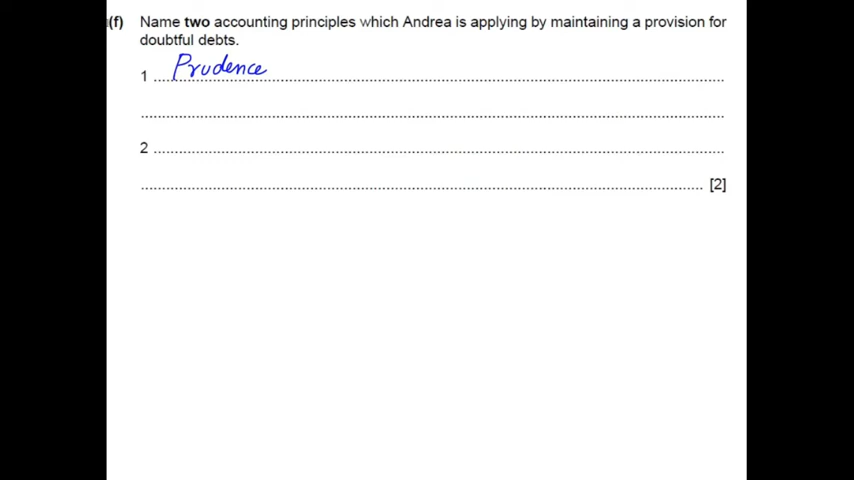 (f) Name two accounting principles which Andrea is applying by maintaining a provision for
doubtful debts.
1 Prudence
2
[2]